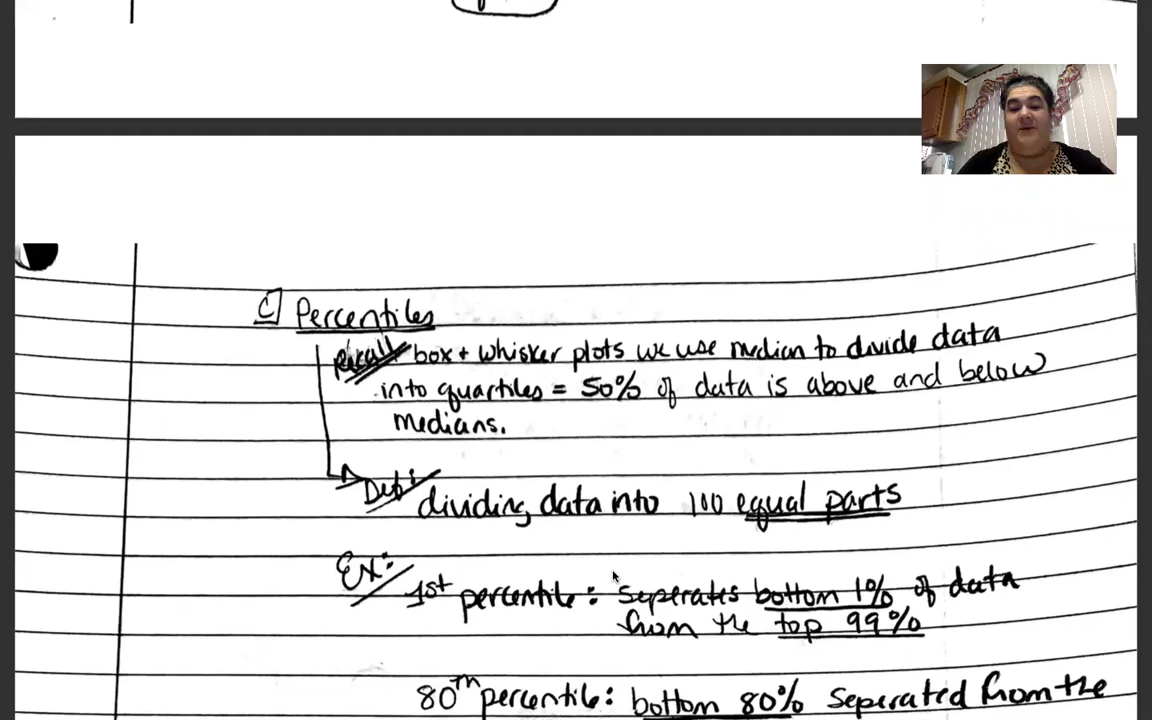 C] Percentiles
Recall box + whisker plots we use median to divide data
into quartiles = 50% of data is above and below
medians.
Def: dividing data into 100 equal parts
Ex:
1st percentile: seperates bottom 1% of data
from the top 99%
80th percentile: bottom 80% seperated from the